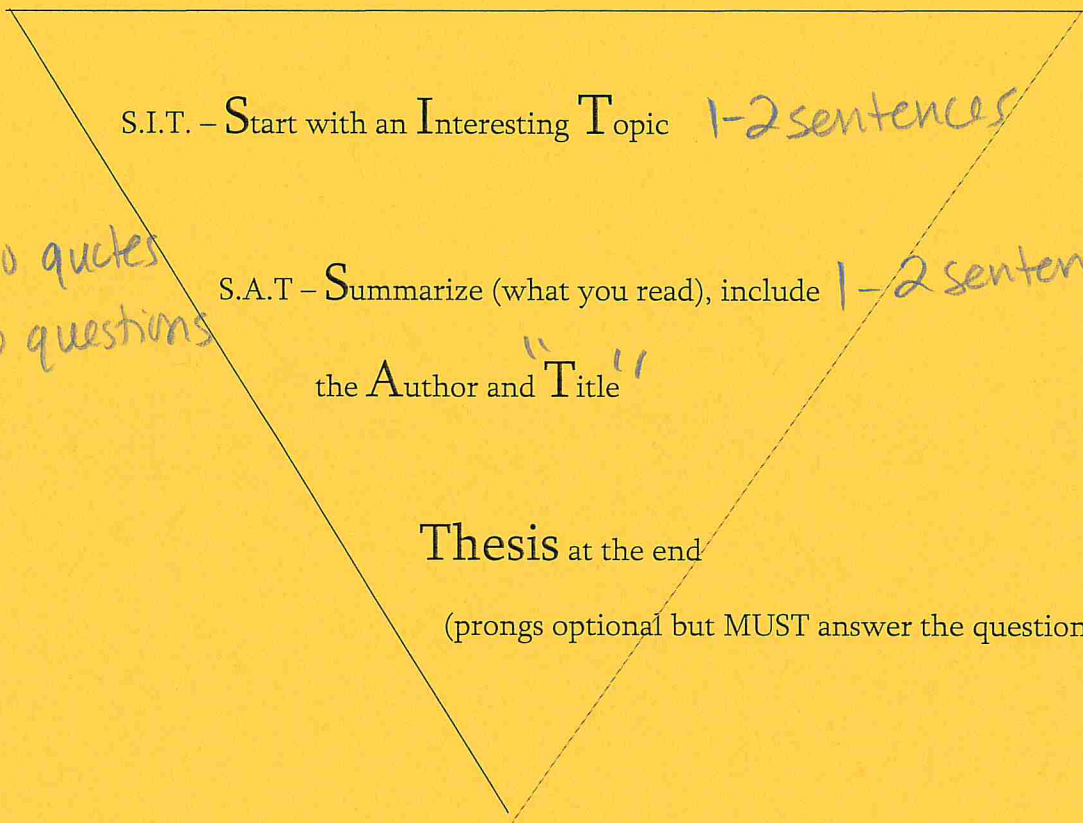 S.I.T. – Start with an Interesting Topic 1-2 sentences
quotes
S.A.T – Summarize (what you read), include 1-2 senten
questions
the Author and "Title"
Thesis at the end
(prongs optional but MUST answer the question